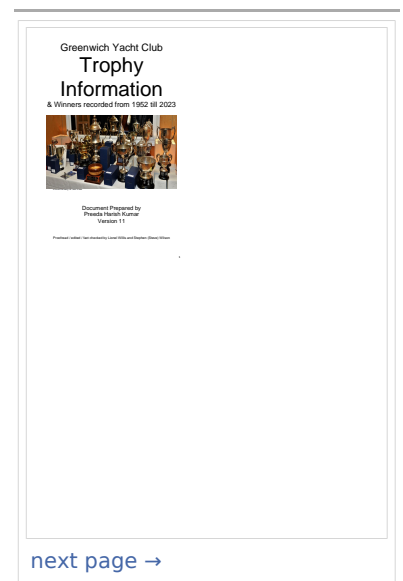 Greenwich Yacht Club
Trophy
Information
& Winners recorded from 1952 till 2023
Document Prepared by
Preeda Harish Kumar
Version 11
next page →